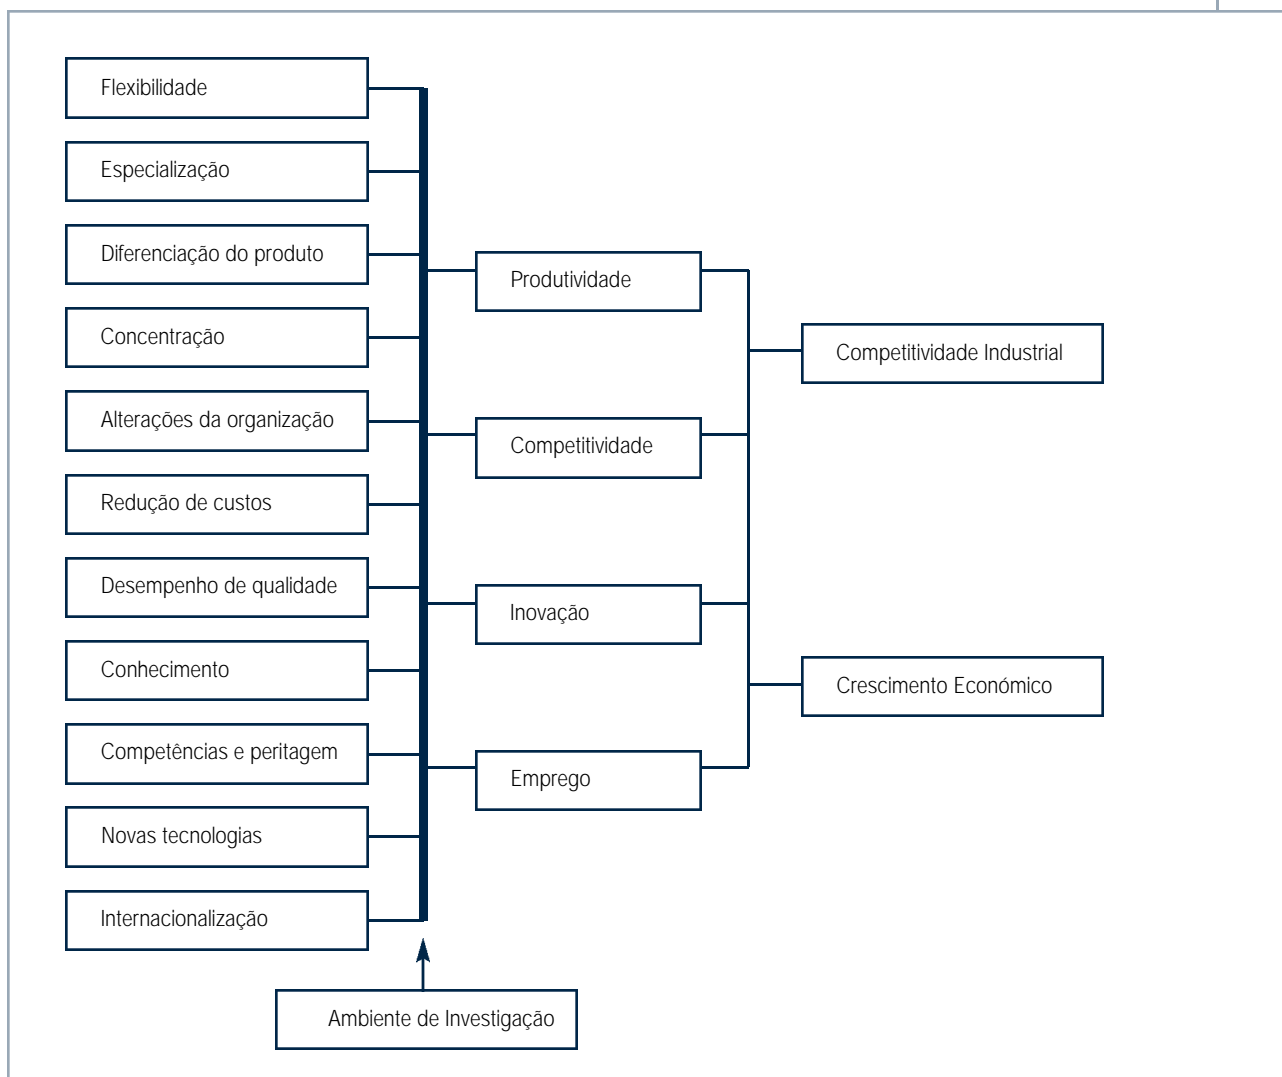 Flexibilidade
Especialização
Diferenciação do produto
Concentração
Alterações da organização
Redução de custos
Desempenho de qualidade
Conhecimento
Competências e peritagem
Novas tecnologias
Internacionalização
Produtividade
Competitividade
Inovação
Emprego
Competitividade Industrial
Crescimento Económico
Ambiente de Investigação